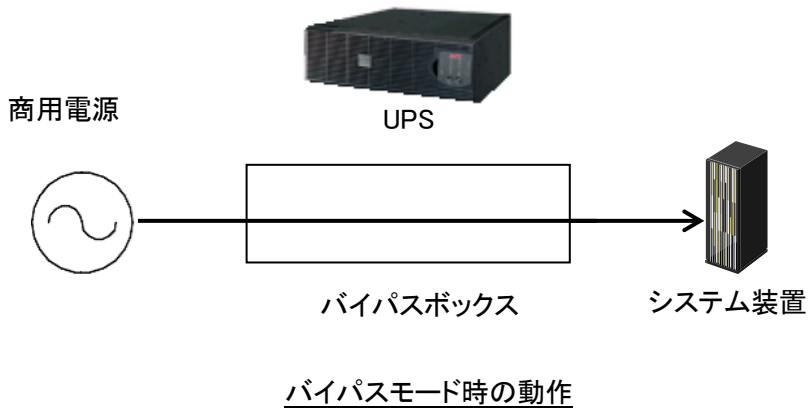 UPS
商用電源
バイパスボックス
システム装置
バイパスモード時の動作